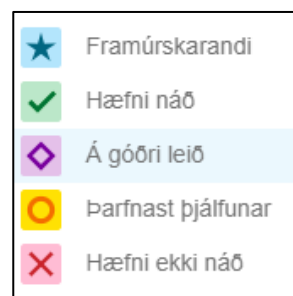 Framúrskarandi
Hæfni náð
Á góðri leið
Þarfnast þjálfunar
Hæfni ekki náð